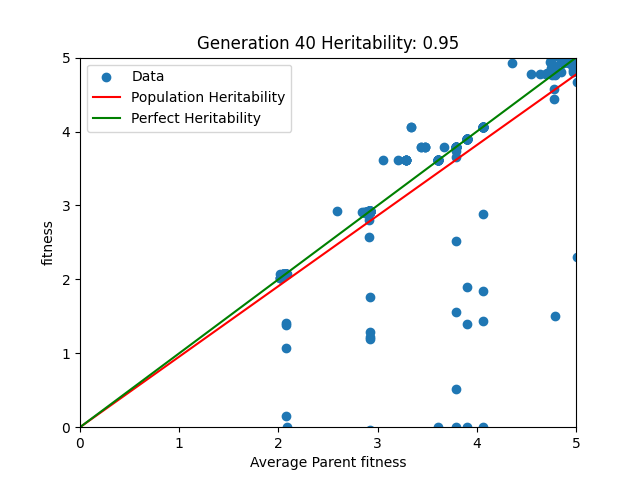 Generation 40 Heritability: 0.95
5
4
3
2
1
0
fitness
Data
Population Heritability
Perfect Heritability
0 1 2 3 4 5
Average Parent fitness